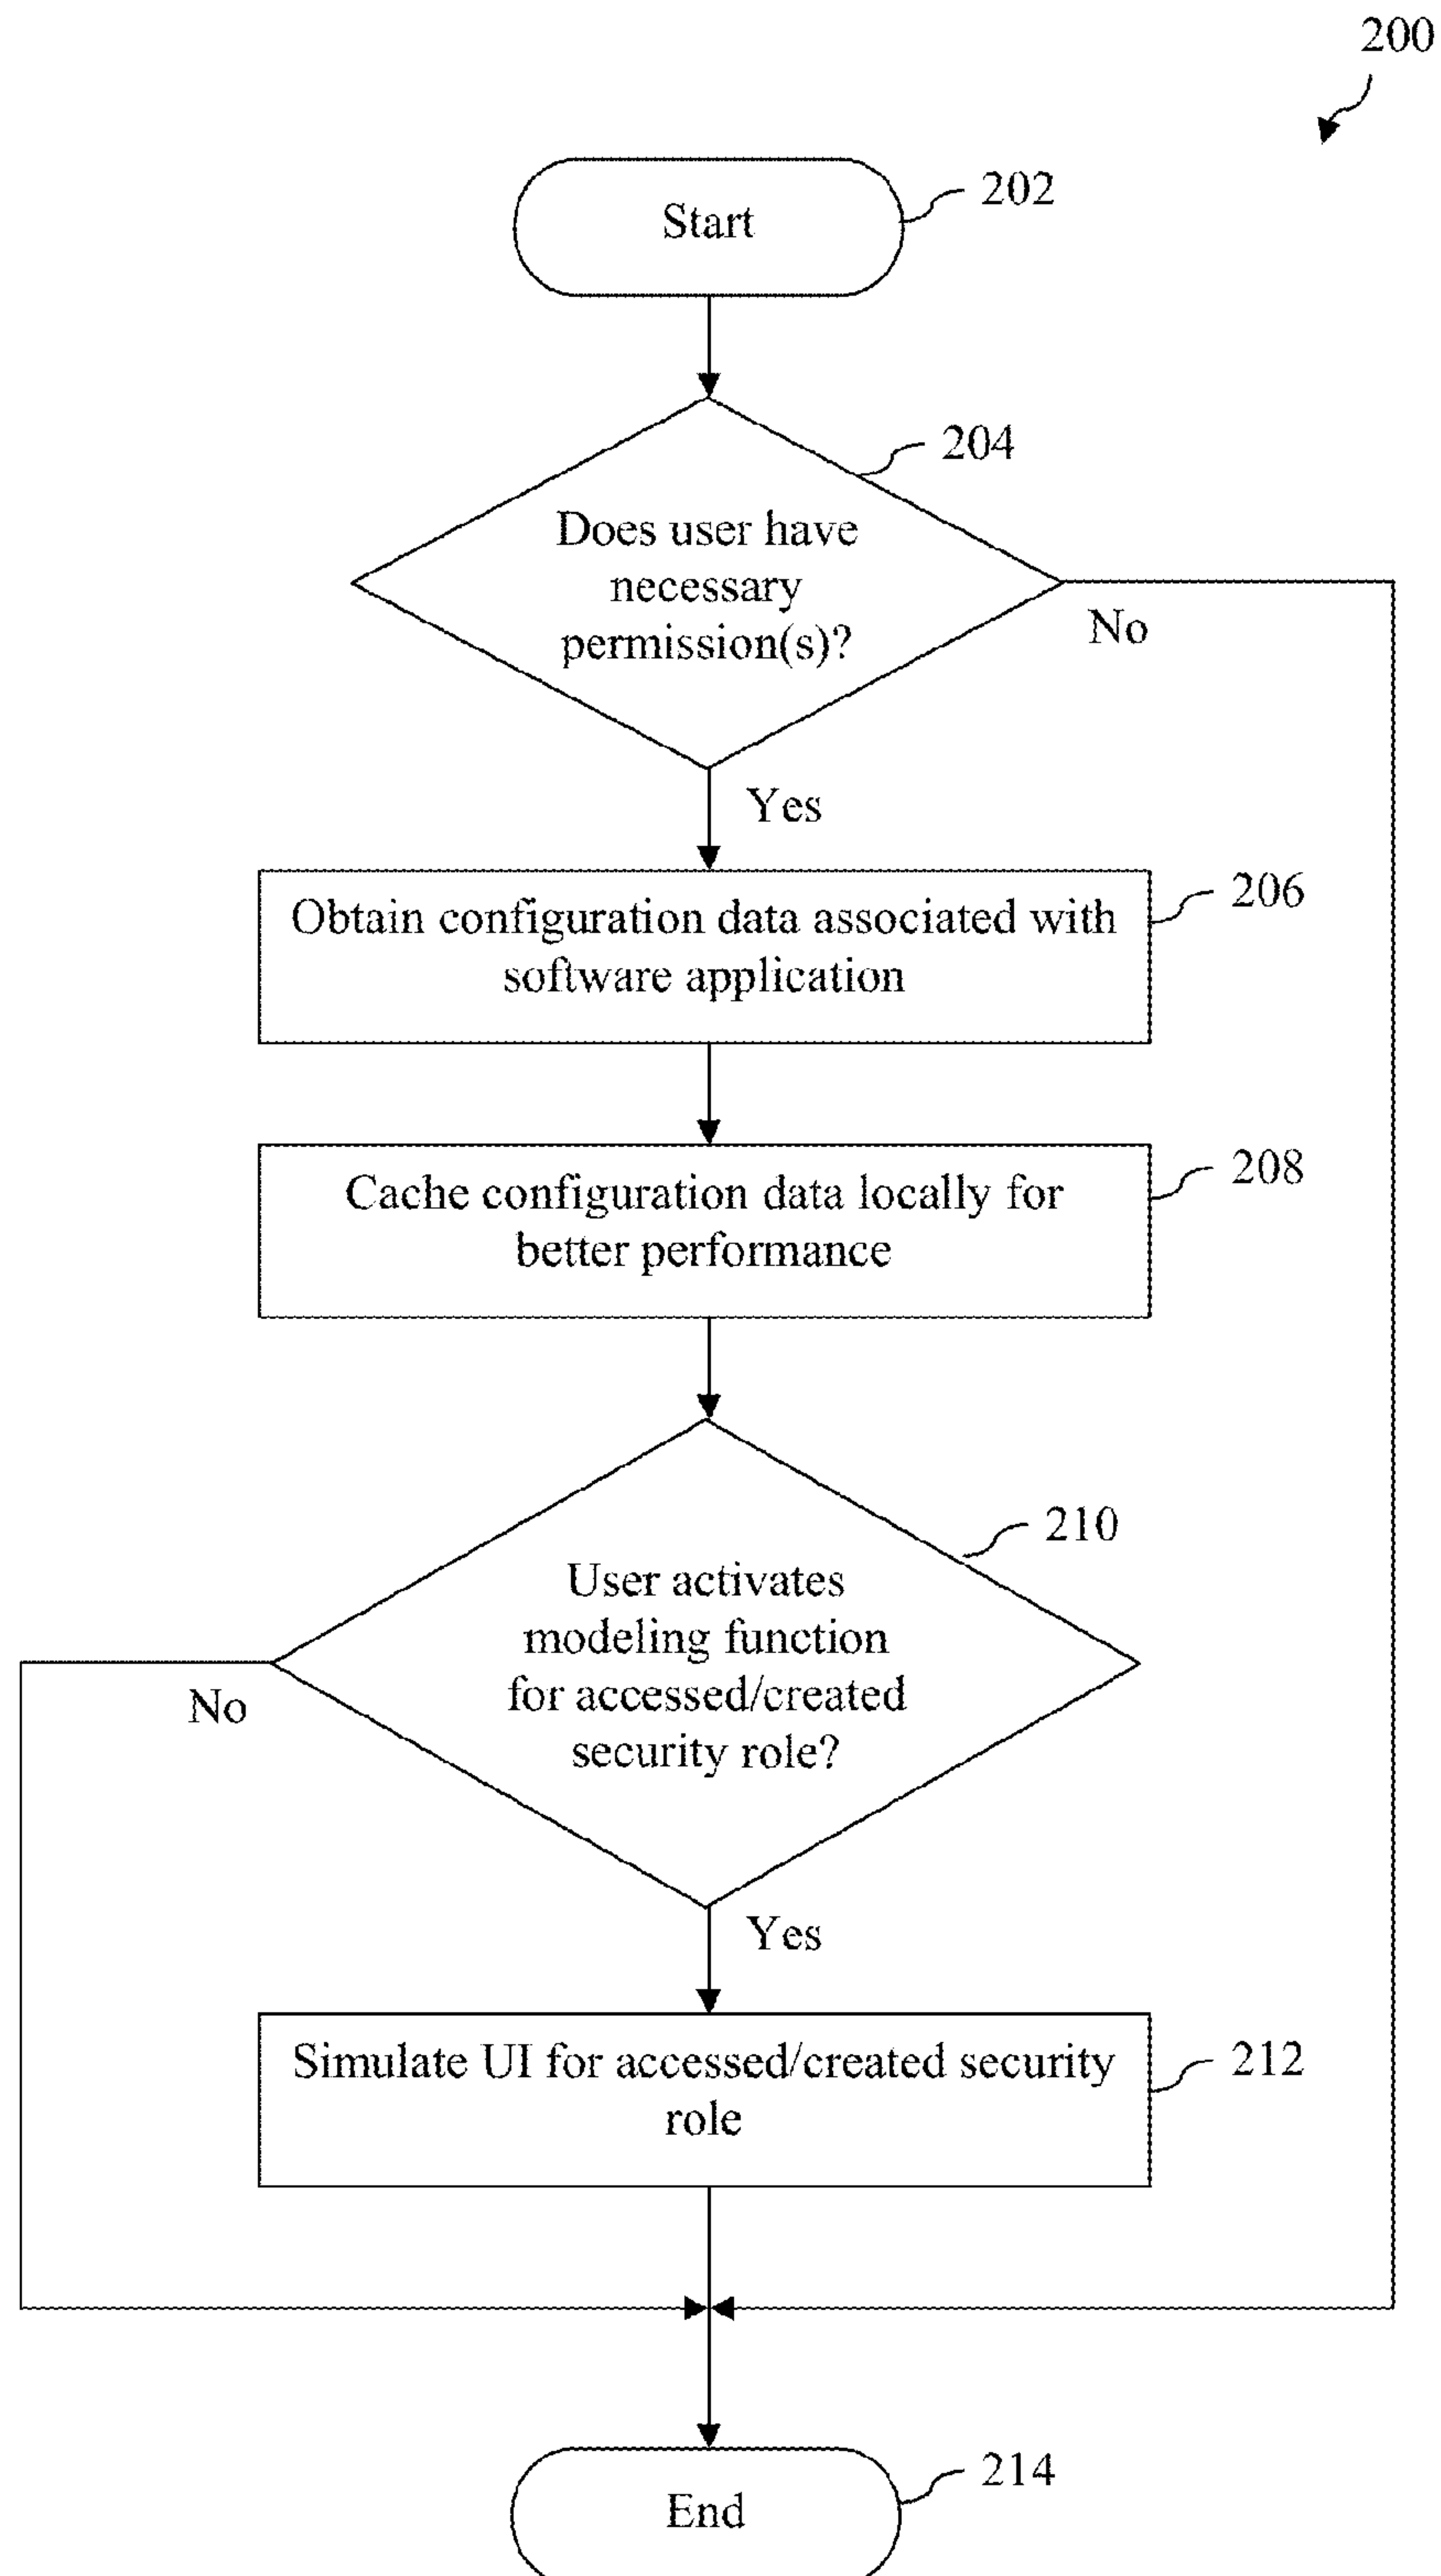 200
Start
202
204
Does user have
necessary
permission(s)?
No
Yes
Obtain configuration data associated with
software application
206
Cache configuration data locally for
better performance
208
210
User activates
modeling function
for accessed/created
security role?
No
Yes
Simulate UI for accessed/created security
role
212
End
214